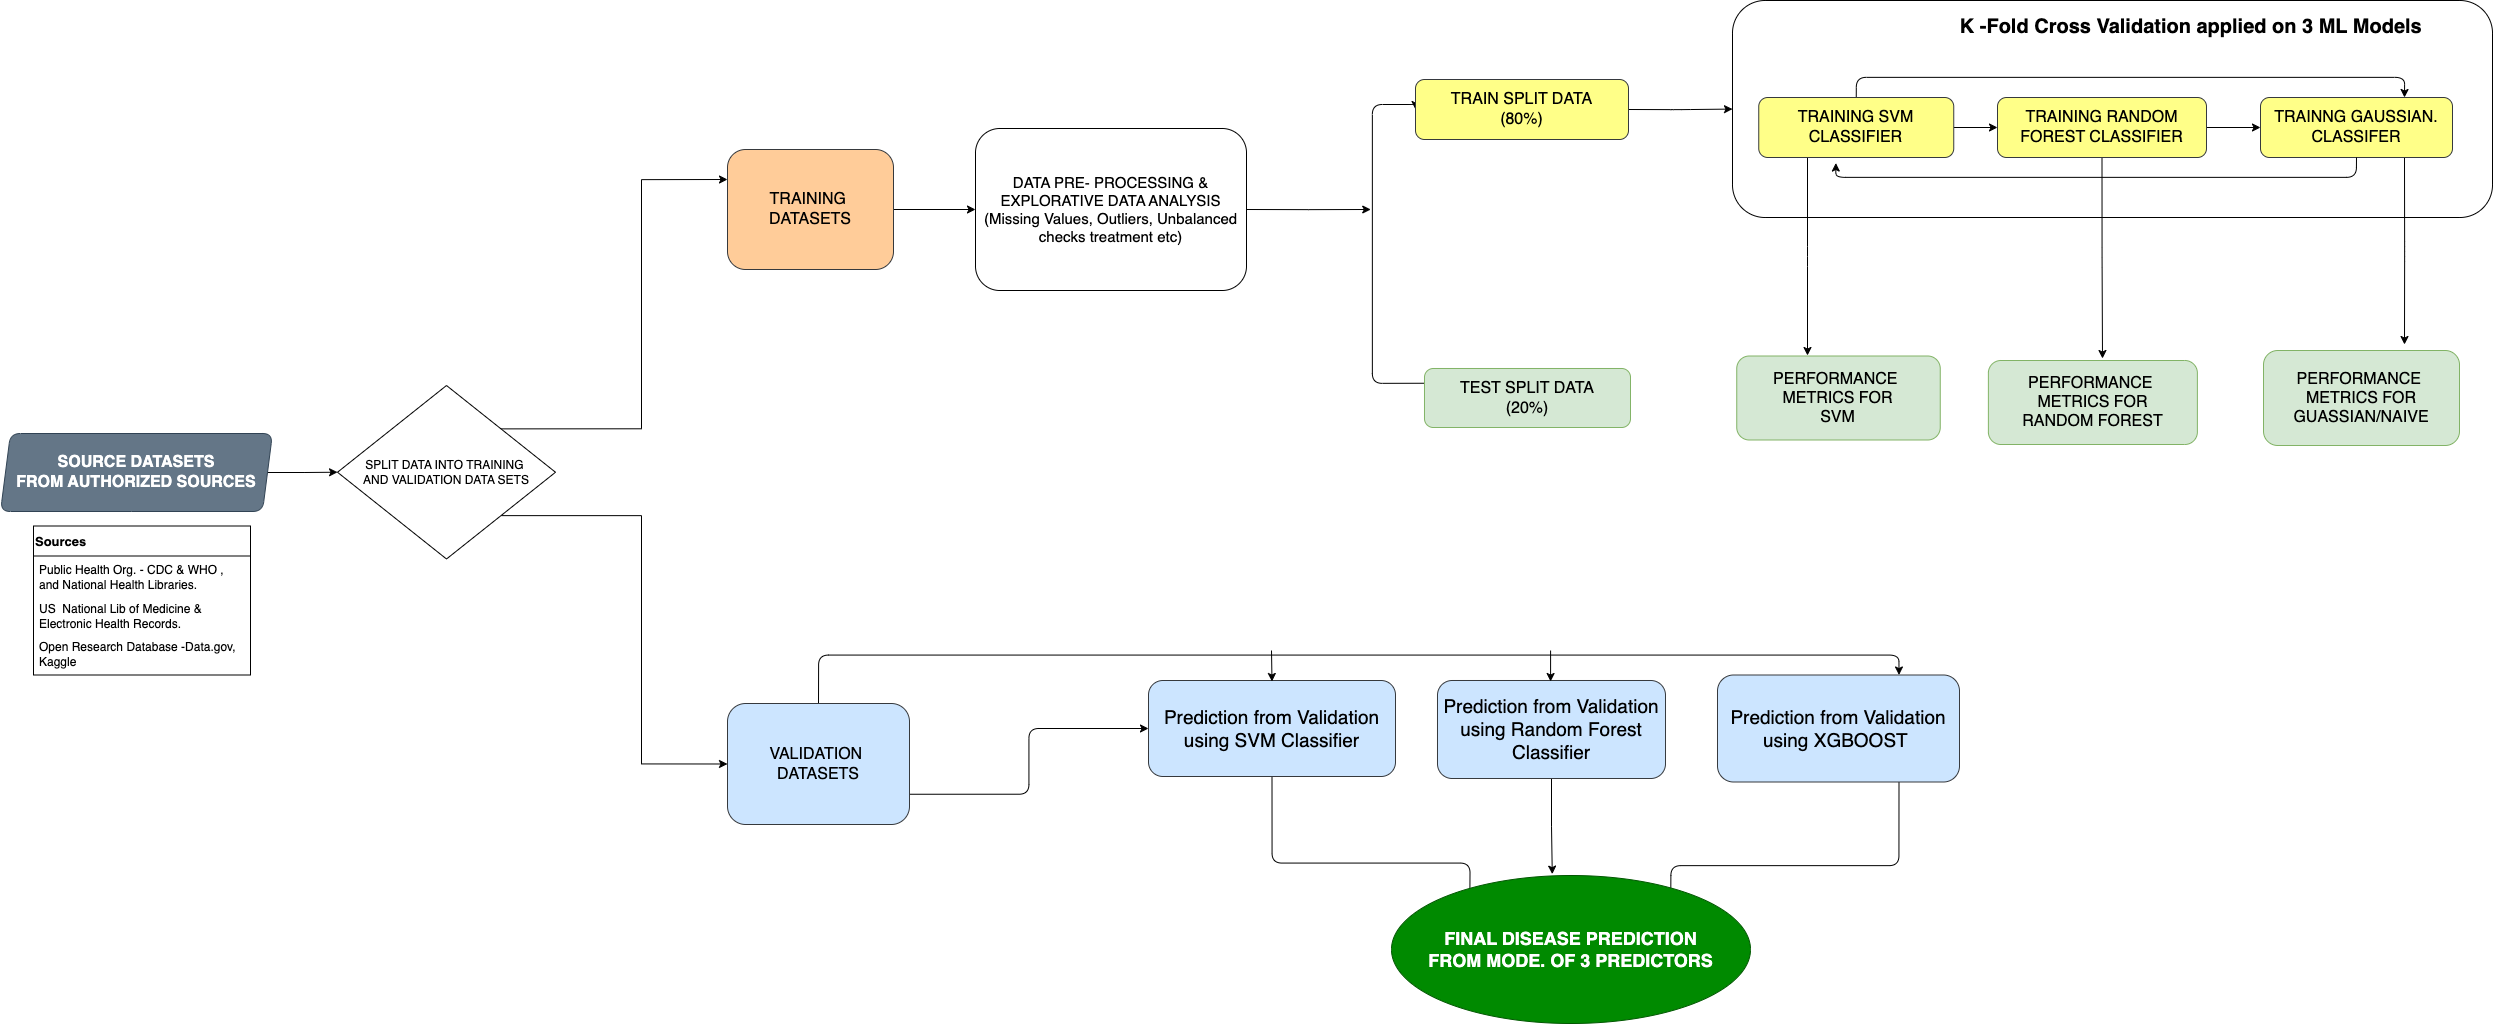 K -Fold Cross Validation applied on 3 ML Models
TRAIN SPLIT DATA
(80%)
TRAINING SVM
CLASSIFIER
TRAINING RANDOM
FOREST CLASSIFIER
TRAINNG GAUSSIAN.
CLASSIFER
TRAINING
DATASETS
DATA PRE- PROCESSING &
EXPLORATIVE DATA ANALYSIS
(Missing Values, Outliers, Unbalanced
checks treatment etc)
TEST SPLIT DATA
(20%)
PERFORMANCE
METRICS FOR
SVM
PERFORMANCE
METRICS FOR
RANDOM FOREST
PERFORMANCE
METRICS FOR
GUASSIAN/NAIVE
SOURCE DATASETS
FROM AUTHORIZED SOURCES
SPLIT DATA INTO TRAINING
AND VALIDATION DATA SETS
Sources
Public Health Org. - CDC & WHO ,
and National Health Libraries.
US  National Lib of Medicine &
Electronic Health Records.
Open Research Database -Data.gov,
Kaggle
VALIDATION
DATASETS
Prediction from Validation
using SVM Classifier
Prediction from Validation
using Random Forest
Classifier
Prediction from Validation
using XGBOOST
FINAL DISEASE PREDICTION
FROM MODE. OF 3 PREDICTORS